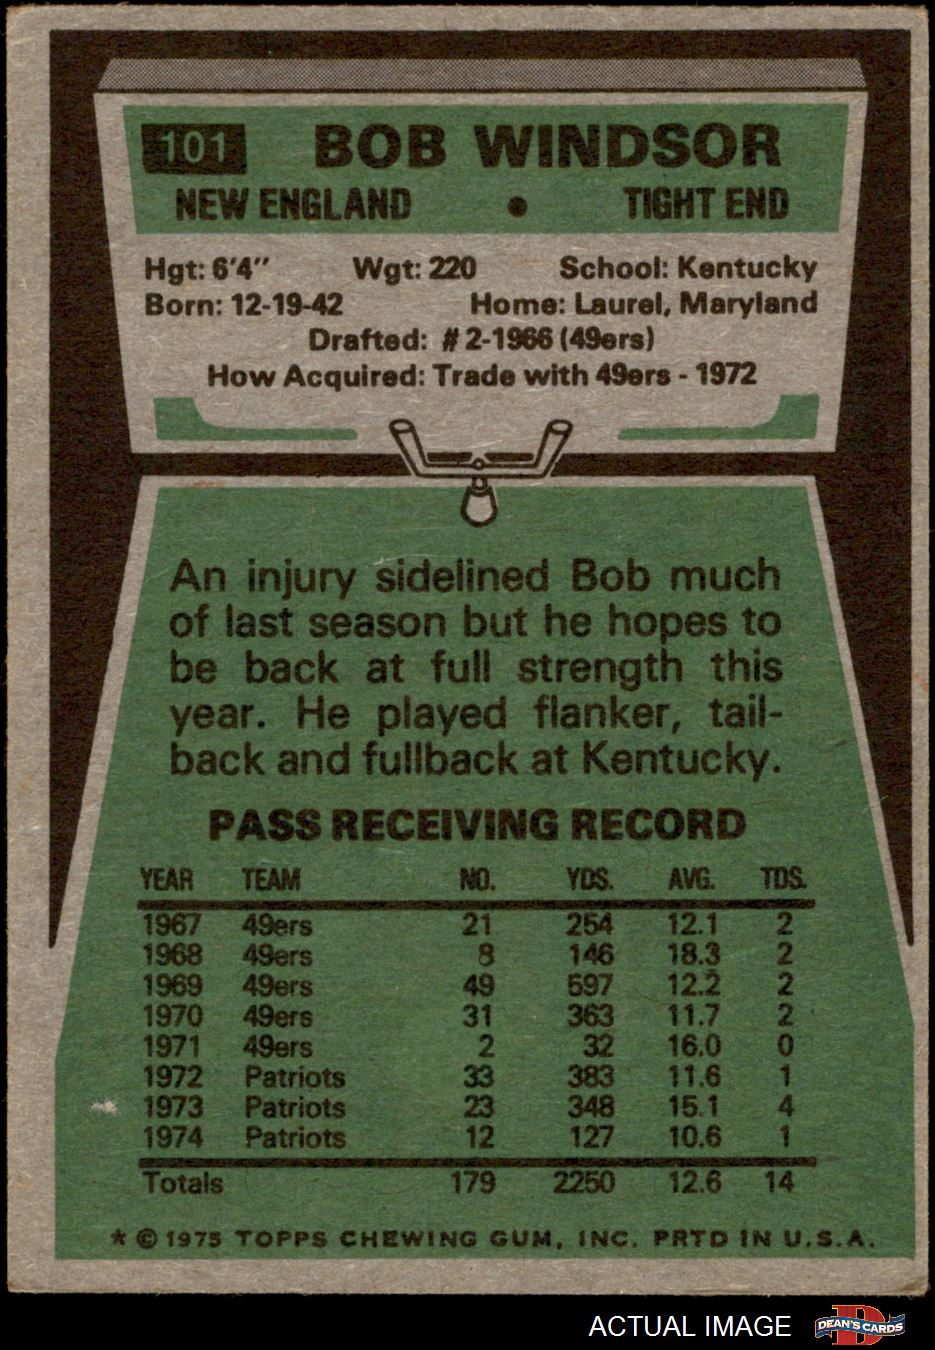 101 BOB WINDSOR
NEW ENGLAND • TIGHT END
Hgt: 6'4" Wgt: 220 School: Kentucky
Born: 12-19-42 Home: Laurel, Maryland
Drafted: #2-1966 (49ers)
How Acquired: Trade with 49ers - 1972
An injury sidelined Bob much
of last season but he hopes to
be back at full strength this
year. He played flanker, tail-
back and fullback at Kentucky.
PASS RECEIVING RECORD
YEAR TEAM NO. YDS. AVG. TDS.
1967 49ers 21 254 12.1 2
1968 49ers 8 146 18.3 2
1969 49ers 49 597 12.2 2
1970 49ers 31 363 11.7 2
1971 49ers 2 32 16.0 0
1972 Patriots 33 383 11.6 1
1973 Patriots 23 348 15.1 4
1974 Patriots 12 127 10.6 1
Totals 179 2250 12.6 14
* © 1975 TOPPS CHEWING GUM, INC. PRTD IN U.S.A.
ACTUAL IMAGE D DEAN'S CARDS